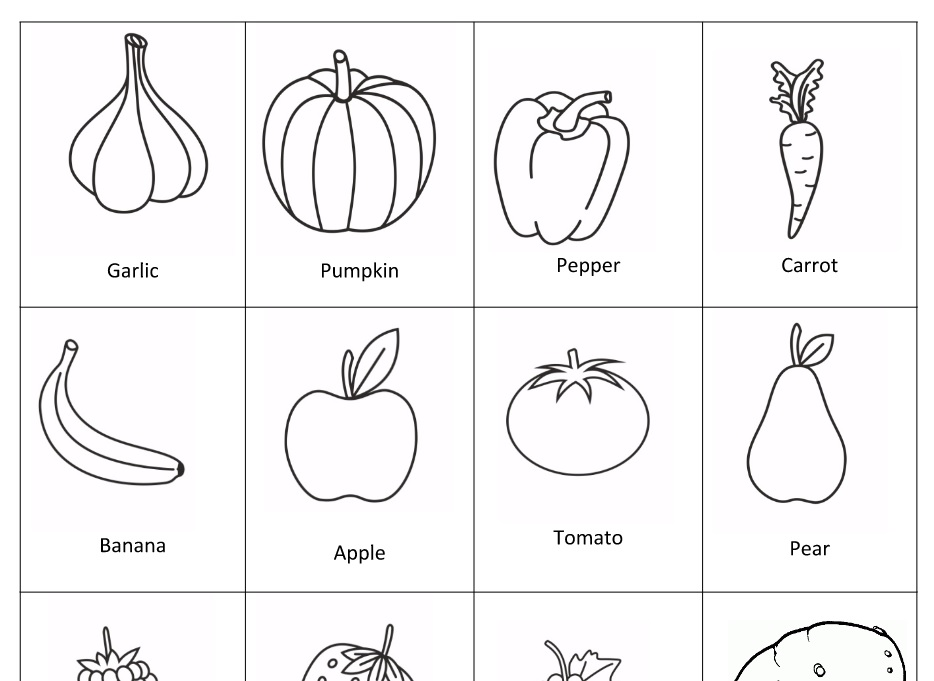 Garlic
Pumpkin
Pepper
Carrot
Banana
Apple
Tomato
Pear